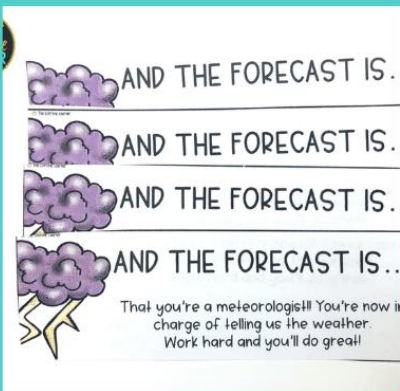 AND THE FORECAST IS.
AND THE FORECAST IS.
AND THE FORECAST IS.
AND THE FORECAST IS..
That you're a meteorologist!! You're now in
charge of telling us the weather.
Work hard and you'll do great!